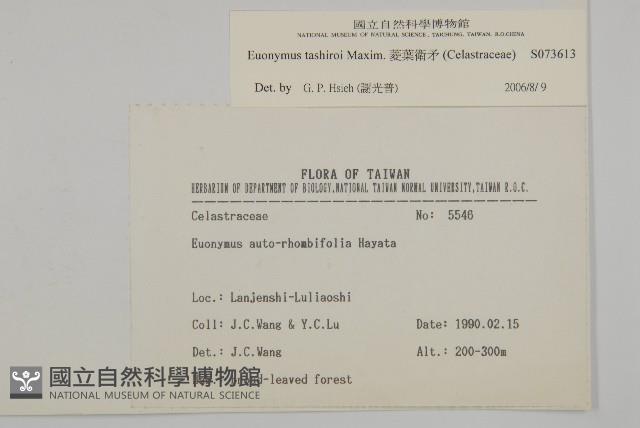 國立自然科學博物館
NATIONAL MUSEUM OF NATURAL SCIENCE, TAICHUNG, TAIWAN, R.O.CHINA
Euonymus tashiroi Maxim. 菱葉衛矛 (Celastraceae) S073613
Det. by G. P. Hsieh (謝光普) 2006/8/9
FLORA OF TAIWAN
HERBARIUM OF DEPARTMENT OF BIOLOGY,NATIONAL TAIWAN NORMAL UNIVERSITY,TAIWAN R.O.C.
Celastraceae No: 5546
Euonymus auto-rhombifolia Hayata
Loc.: Lanjenshi-Luliaoshi
Coll: J.C.Wang & Y.C.Lu Date: 1990.02.15
Det.: J.C.Wang Alt.: 200-300m
-leaved forest
國立自然科學博物館
NATIONAL MUSEUM OF NATURAL SCIENCE